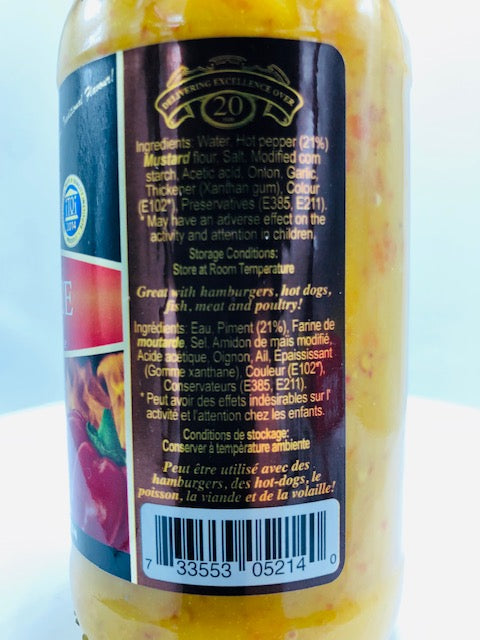 Traditional Flavour!
DELIVERING EXCELLENCE OVER
20
E
2014
Ingredients: Water, Hot pepper (21%)
Mustard flour, Salt, Modified corn
starch, Acetic acid, Onion, Garlic,
Thickener (Xanthan gum), Colour
(E102*), Preservatives (E385, E211).
* May have an adverse effect on the
activity and attention in children.
Storage Conditions:
Store at Room Temperature
Great with hamburgers, hot dogs,
fish, meat and poultry!
Ingrédients: Eau, Piment (21%), Farine de
moutarde, Sel, Amidon de maïs modifié,
Acide acétique, Oignon, Ail, Épaississant
(Gomme xanthane), Couleur (E102*),
Conservateurs (E385, E211).
* Peut avoir des effets indésirables sur l'
activité et l'attention chez les enfants.
Conditions de stockage:
Conserver à température ambiente
Peut être utilisé avec des
hamburgers, des hot-dogs, le
poisson, la viande et de la volaille!
7 33553 05214 0